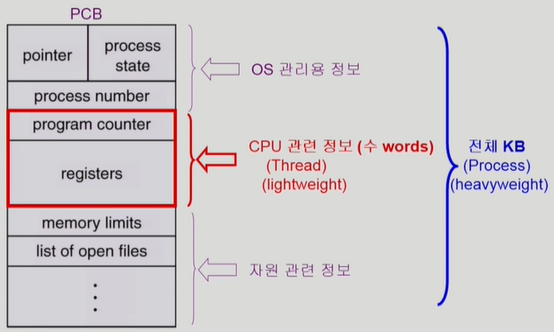 PCB
pointer
process
state
process number
program counter
registers
memory limits
list of open files
OS 관리용 정보
CPU 관련 정보 (수 words)
(Thread)
(lightweight)
자원 관련 정보
전체 KB
(Process)
(heavyweight)